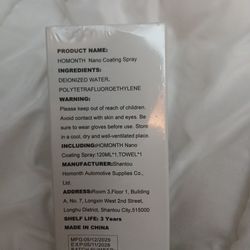 PRODUCT NAME:
HOMONTH Nano Coating Spray
INGREDIENTS:
DEIONIZED WATER,
POLYTETRAFLUOROETHYLENE
WARNING:
Please keep out of reach of children.
Avoid contact with skin and eyes. Be
sure to wear gloves before use. Store
in a cool, dry and well-ventilated
place.
INCLUDING:HOMONTH Nano
Coating Spray:120ML*1,TOWEL*1
MANUFACTURER:Shantou
Homonth Automotive Supplies Co.,
Ltd.
ADDRESS:Room 3,Floor 1, Building
A, No. 7, Longxin West 2nd Street,
Longhu District, Shantou City,515000
SHELF LIFE: 3 Years
MADE IN CHINA
MFG:05/12/2025